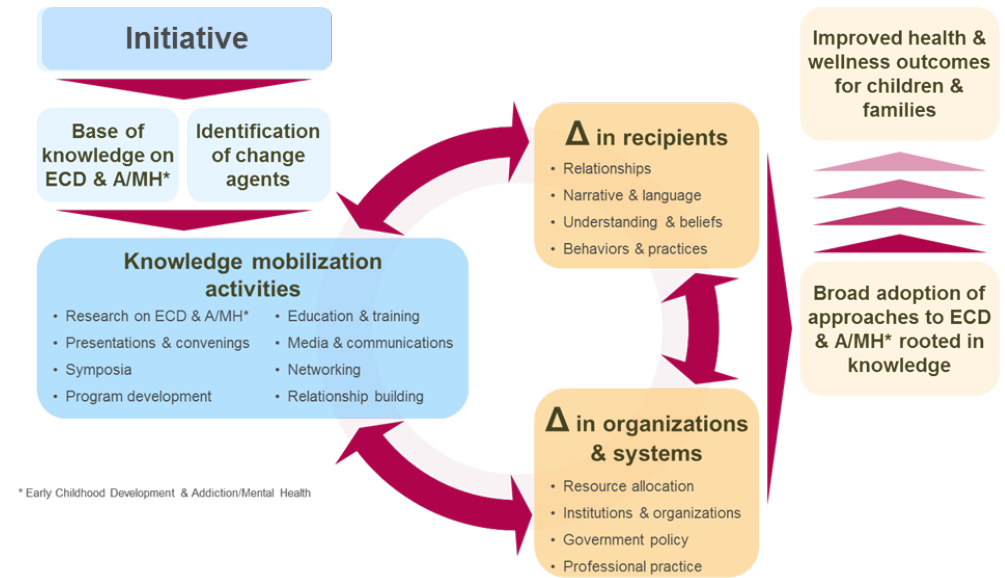 Initiative
Base of
knowledge on
ECD & A/MH*
Identification
of change
agents
Knowledge mobilization
activities
• Research on ECD & A/MH*
• Presentations & convenings
• Symposia
• Program development
• Education & training
• Media & communications
• Networking
• Relationship building
* Early Childhood Development & Addiction/Mental Health
Δ in recipients
• Relationships
• Narrative & language
• Understanding & beliefs
• Behaviors & practices
Δ in organizations
& systems
• Resource allocation
• Institutions & organizations
• Government policy
• Professional practice
Improved health &
wellness outcomes
for children &
families
Broad adoption of
approaches to ECD
& A/MH* rooted in
knowledge